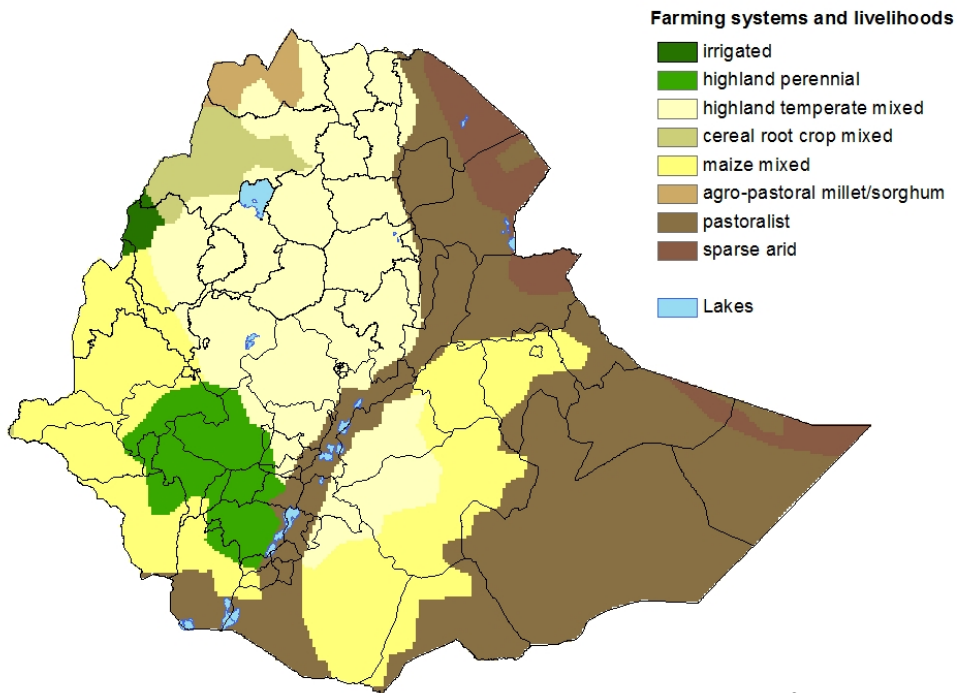 Farming systems and livelihoods
irrigated
highland perennial
highland temperate mixed
cereal root crop mixed
maize mixed
agro-pastoral millet/sorghum
pastoralist
sparse arid
Lakes